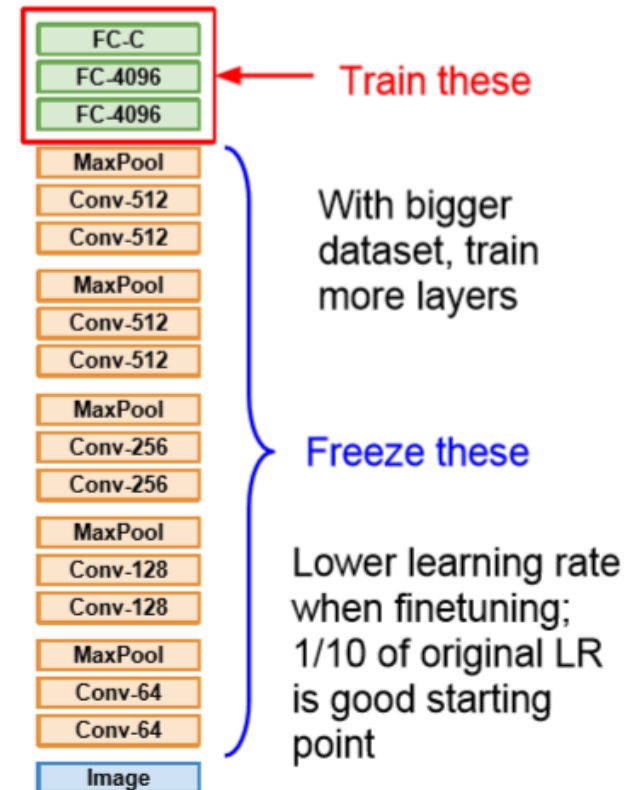 FC-C
FC-4096
FC-4096
Train these
MaxPool
Conv-512
Conv-512
With bigger
dataset, train
more layers
MaxPool
Conv-512
Conv-512
MaxPool
Conv-256
Conv-256
Freeze these
MaxPool
Conv-128
Conv-128
Lower learning rate
when finetuning;
1/10 of original LR
is good starting
point
MaxPool
Conv-64
Conv-64
Image